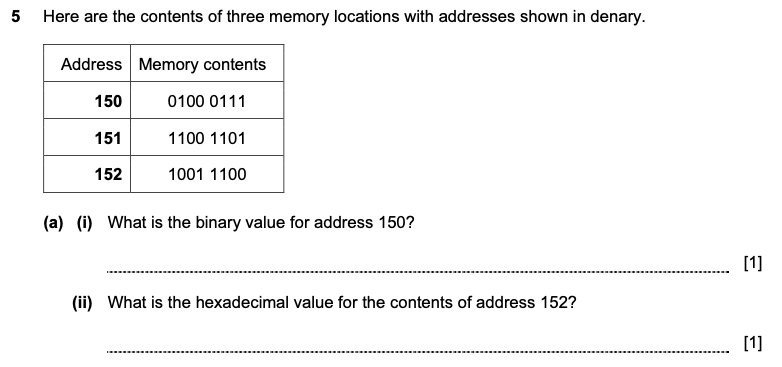 5 Here are the contents of three memory locations with addresses shown in denary.
Address Memory contents
150 0100 0111
151 1100 1101
152 1001 1100
(a) (i) What is the binary value for address 150?
[1]
(ii) What is the hexadecimal value for the contents of address 152?
[1]